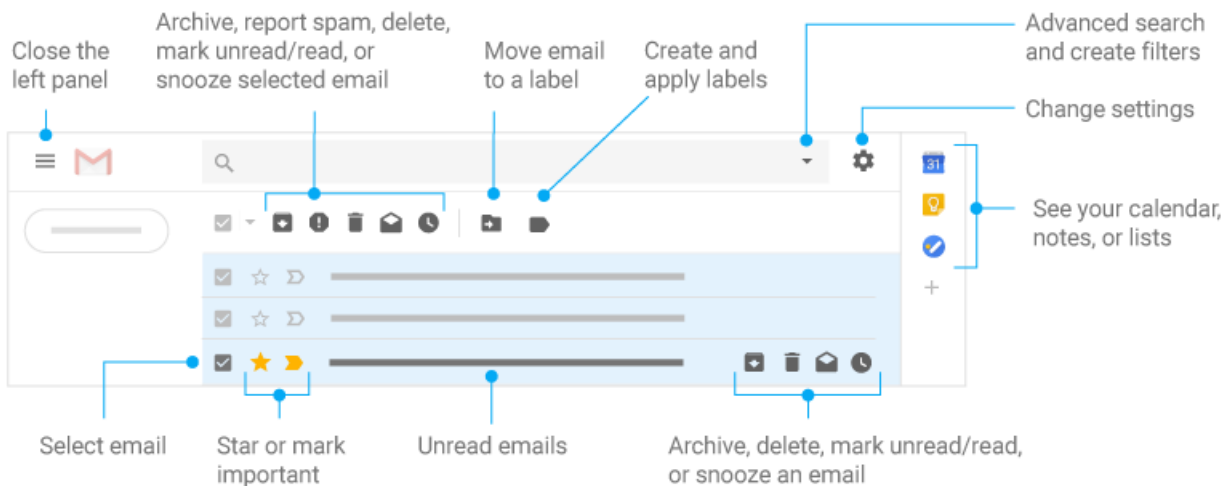 Close the
left panel
Archive, report spam, delete,
mark unread/read, or
snooze selected email
Move email
to a label
Create and
apply labels
Advanced search
and create filters
Change settings
31
See your calendar,
notes, or lists
Select email
Star or mark
important
Unread emails
Archive, delete, mark unread/read,
or snooze an email